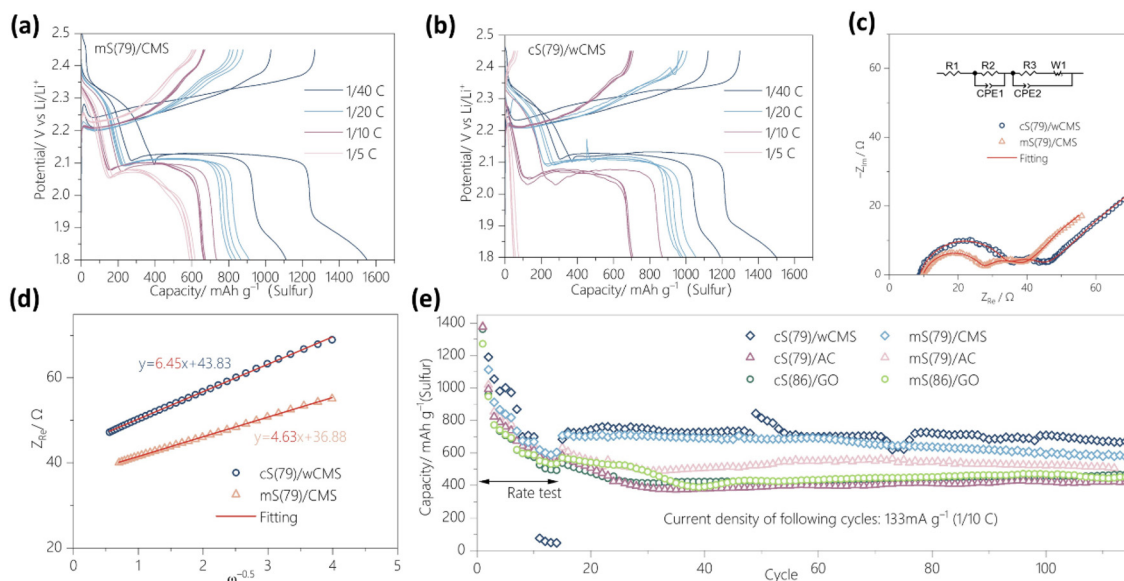 (a)
mS(79)/CMS
1/40 C
1/20 C
1/10 C
1/5 C
Potential/ V vs Li/Li⁺
2.5
2.4
2.3
2.2
2.1
2.0
1.9
1.8
0 200 400 600 800 1000 1200 1400 1600
Capacity/ mAh g⁻¹ (Sulfur)
(b)
cS(79)/wCMS
1/40 C
1/20 C
1/10 C
1/5 C
Potential/ V vs Li/Li⁺
2.5
2.4
2.3
2.2
2.1
2.0
1.9
1.8
0 200 400 600 800 1000 1200 1400 1600
Capacity/ mAh g⁻¹ (Sulfur)
(c)
R1 R2 R3 W1
CPE1 CPE2
cS(79)/wCMS
mS(79)/CMS
Fitting
−Z_Im / Ω
60
40
20
0
0 20 40 60
Z_Re / Ω
(d)
y=6.45x+43.83
y=4.63x+36.88
cS(79)/wCMS
mS(79)/CMS
Fitting
Z_Re / Ω
60
40
20
0 1 2 3 4 5
ω⁻⁰·⁵
(e)
cS(79)/wCMS mS(79)/CMS
cS(79)/AC mS(79)/AC
cS(86)/GO mS(86)/GO
Rate test
Current density of following cycles: 133mA g⁻¹ (1/10 C)
Capacity/ mAh g⁻¹(Sulfur)
1400
1200
1000
800
600
400
200
0
0 20 40 60 80 100
Cycle